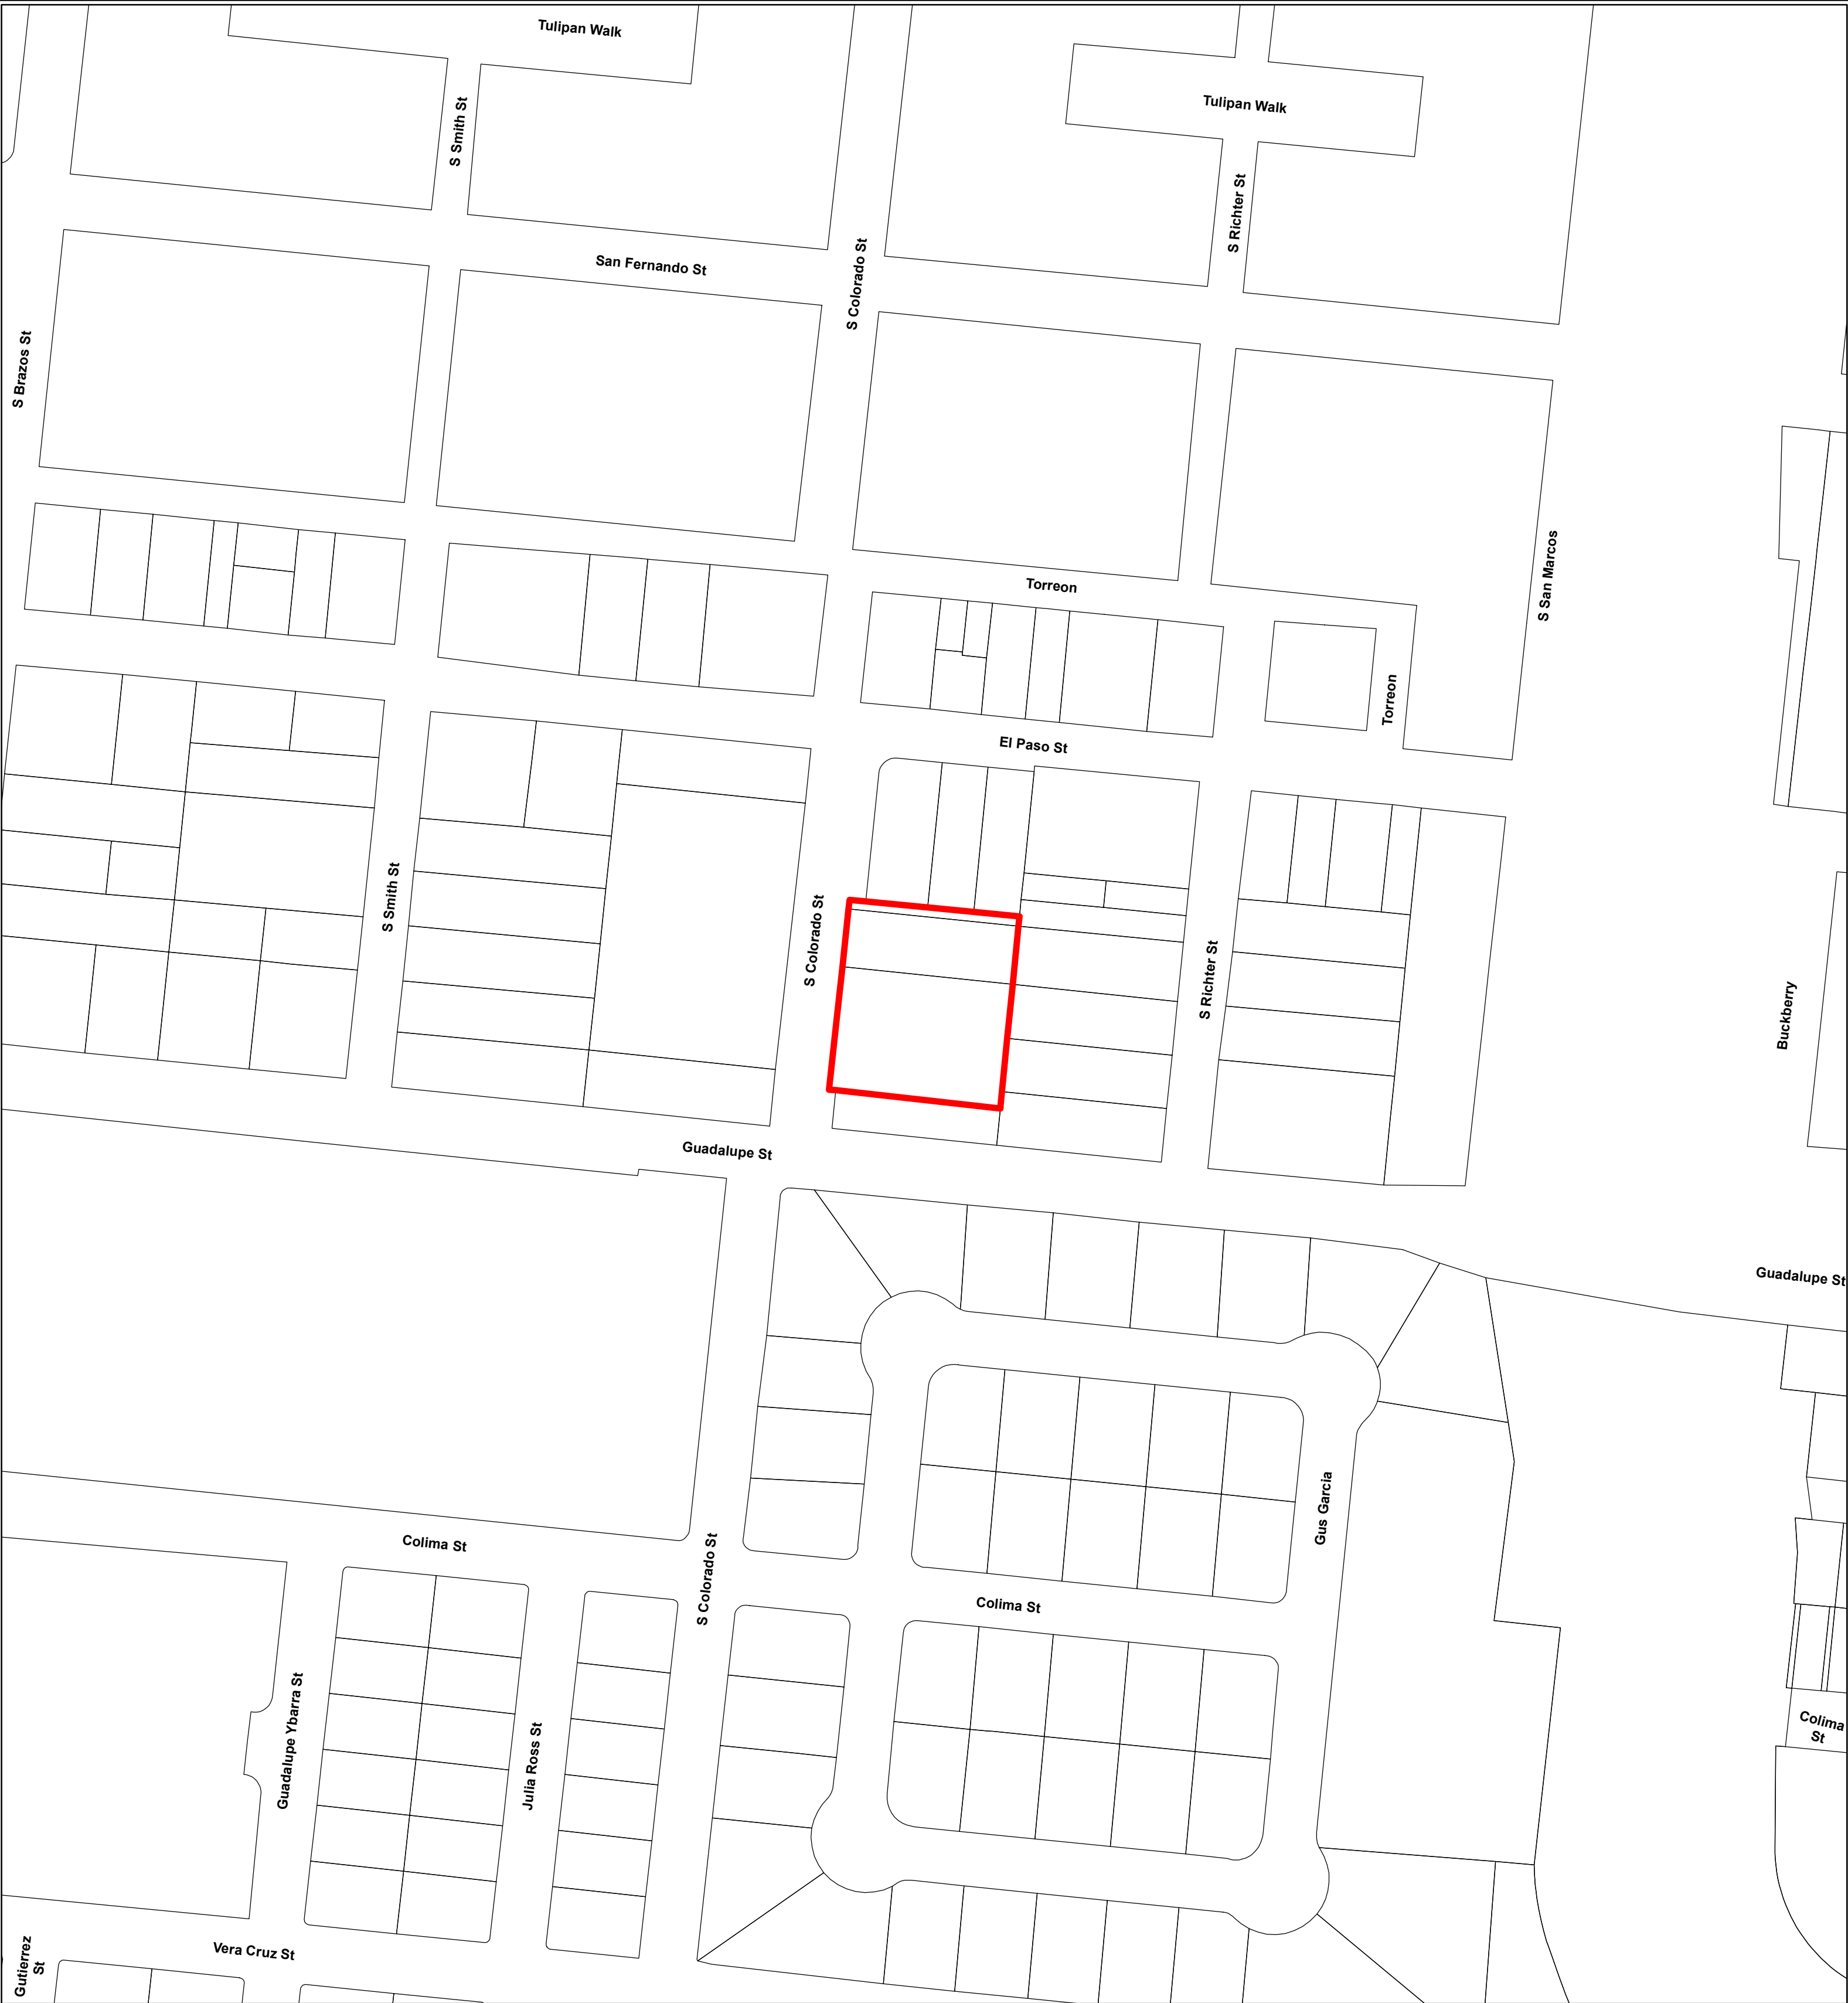 Tulipan Walk
Tulipan Walk
S Smith St
S Richter St
San Fernando St
S Colorado St
S Brazos St
Torreon
S San Marcos
Torreon
El Paso St
S Smith St
S Colorado St
S Richter St
Buckberry
Guadalupe St
Guadalupe St
Gus Garcia
Colima St
S Colorado St
Colima St
Guadalupe Ybarra St
Julia Ross St
Colima
St
Vera Cruz St
Gutierrez
St